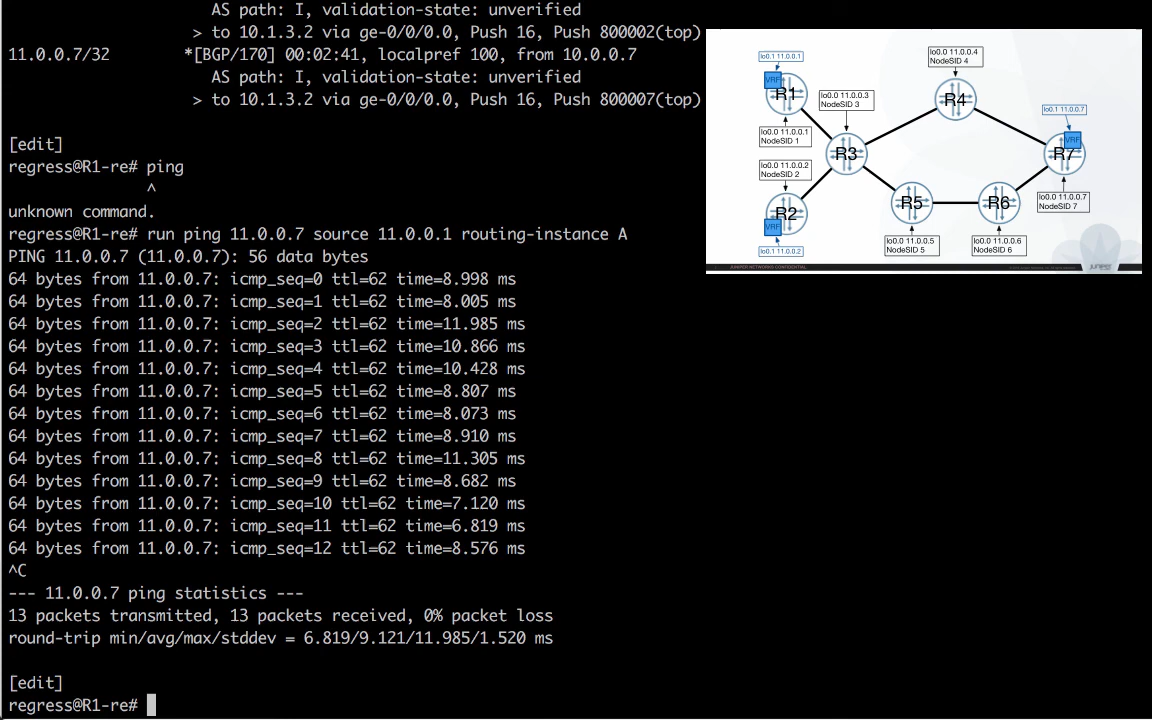 AS path: I, validation-state: unverified
> to 10.1.3.2 via ge-0/0/0.0, Push 16, Push 800002(top)
11.0.0.7/32 *[BGP/170] 00:02:41, localpref 100, from 10.0.0.7
AS path: I, validation-state: unverified
> to 10.1.3.2 via ge-0/0/0.0, Push 16, Push 800007(top)
[edit]
regress@R1-re# ping
^
unknown command.
regress@R1-re# run ping 11.0.0.7 source 11.0.0.1 routing-instance A
PING 11.0.0.7 (11.0.0.7): 56 data bytes
64 bytes from 11.0.0.7: icmp_seq=0 ttl=62 time=8.998 ms
64 bytes from 11.0.0.7: icmp_seq=1 ttl=62 time=8.005 ms
64 bytes from 11.0.0.7: icmp_seq=2 ttl=62 time=11.985 ms
64 bytes from 11.0.0.7: icmp_seq=3 ttl=62 time=10.866 ms
64 bytes from 11.0.0.7: icmp_seq=4 ttl=62 time=10.428 ms
64 bytes from 11.0.0.7: icmp_seq=5 ttl=62 time=8.807 ms
64 bytes from 11.0.0.7: icmp_seq=6 ttl=62 time=8.073 ms
64 bytes from 11.0.0.7: icmp_seq=7 ttl=62 time=8.910 ms
64 bytes from 11.0.0.7: icmp_seq=8 ttl=62 time=11.305 ms
64 bytes from 11.0.0.7: icmp_seq=9 ttl=62 time=8.682 ms
64 bytes from 11.0.0.7: icmp_seq=10 ttl=62 time=7.120 ms
64 bytes from 11.0.0.7: icmp_seq=11 ttl=62 time=6.819 ms
64 bytes from 11.0.0.7: icmp_seq=12 ttl=62 time=8.576 ms
^C
--- 11.0.0.7 ping statistics ---
13 packets transmitted, 13 packets received, 0% packet loss
round-trip min/avg/max/stddev = 6.819/9.121/11.985/1.520 ms
[edit]
regress@R1-re#
lo0.1 11.0.0.1
VRF
R1
lo0.0 11.0.0.1
NodeSID 1
lo0.0 11.0.0.2
NodeSID 2
R2
VRF
lo0.1 11.0.0.2
lo0.0 11.0.0.3
NodeSID 3
R3
lo0.0 11.0.0.4
NodeSID 4
R4
R5
lo0.0 11.0.0.5
NodeSID 5
R6
lo0.0 11.0.0.6
NodeSID 6
lo0.1 11.0.0.7
VRF
R7
lo0.0 11.0.0.7
NodeSID 7
JUNIPER NETWORKS CONFIDENTIAL
JUNIPER